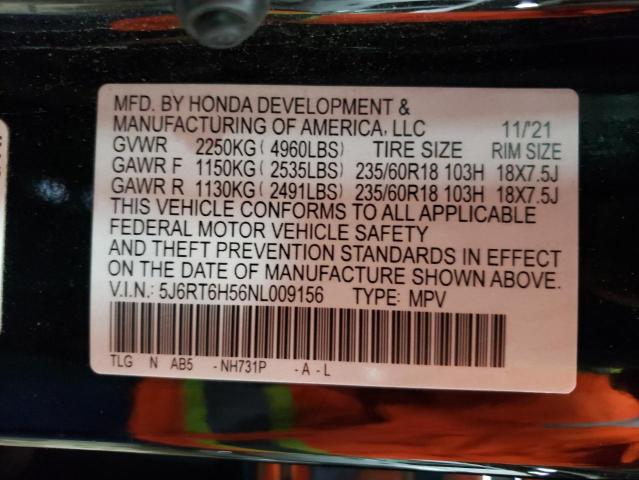 MFD. BY HONDA DEVELOPMENT &
MANUFACTURING OF AMERICA, LLC 11/'21
GVWR 2250KG ( 4960LBS) TIRE SIZE RIM SIZE
GAWR F 1150KG ( 2535LBS) 235/60R18 103H 18X7.5J
GAWR R 1130KG ( 2491LBS) 235/60R18 103H 18X7.5J
THIS VEHICLE CONFORMS TO ALL APPLICABLE
FEDERAL MOTOR VEHICLE SAFETY
AND THEFT PREVENTION STANDARDS IN EFFECT
ON THE DATE OF MANUFACTURE SHOWN ABOVE.
V.I.N.: 5J6RT6H56NL009156 TYPE: MPV
TLG N AB5 -NH731P -A-L